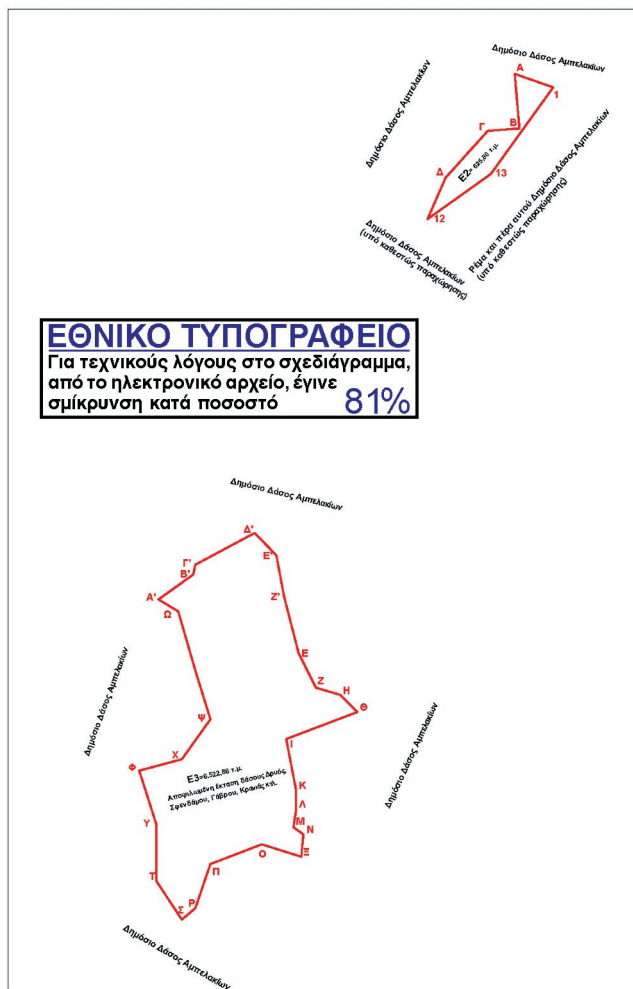 Δημόσιο Δάσος Αμπελακίων
Δημόσιο Δάσος Αμπελακίων
Α
1
Β
Γ
Δ
13
12
Ε2= 695,00 τ.μ.
Δημόσιο Δάσος Αμπελακίων
(υπό καθεστώς παραχώρησης)
Ρέμα και πέρα αυτού Δημόσιο Δάσος Αμπελακίων
(υπό καθεστώς παραχώρησης)
ΕΘΝΙΚΟ ΤΥΠΟΓΡΑΦΕΙΟ
Για τεχνικούς λόγους στο σχεδιάγραμμα,
από το ηλεκτρονικό αρχείο, έγινε
σμίκρυνση κατά ποσοστό 81%
Δημόσιο Δάσος Αμπελακίων
Δ'
Ε'
Γ'
Β'
Α'
Ω
Ζ'
Ε
Ζ
Η
Θ
Ψ
Ι
Χ
Φ
Δημόσιο Δάσος Αμπελακίων
Δημόσιο Δάσος Αμπελακίων
Ε3=6.522,86 τ.μ.
Αποψιλωμένη έκταση δάσους Δρυός,
Σφενδάμου, Γάβρου, Κρανιάς κτλ.
Κ
Λ
Μ
Ν
Ξ
Υ
Ο
Π
Τ
Ρ
Σ
Δημόσιο Δάσος Αμπελακίων